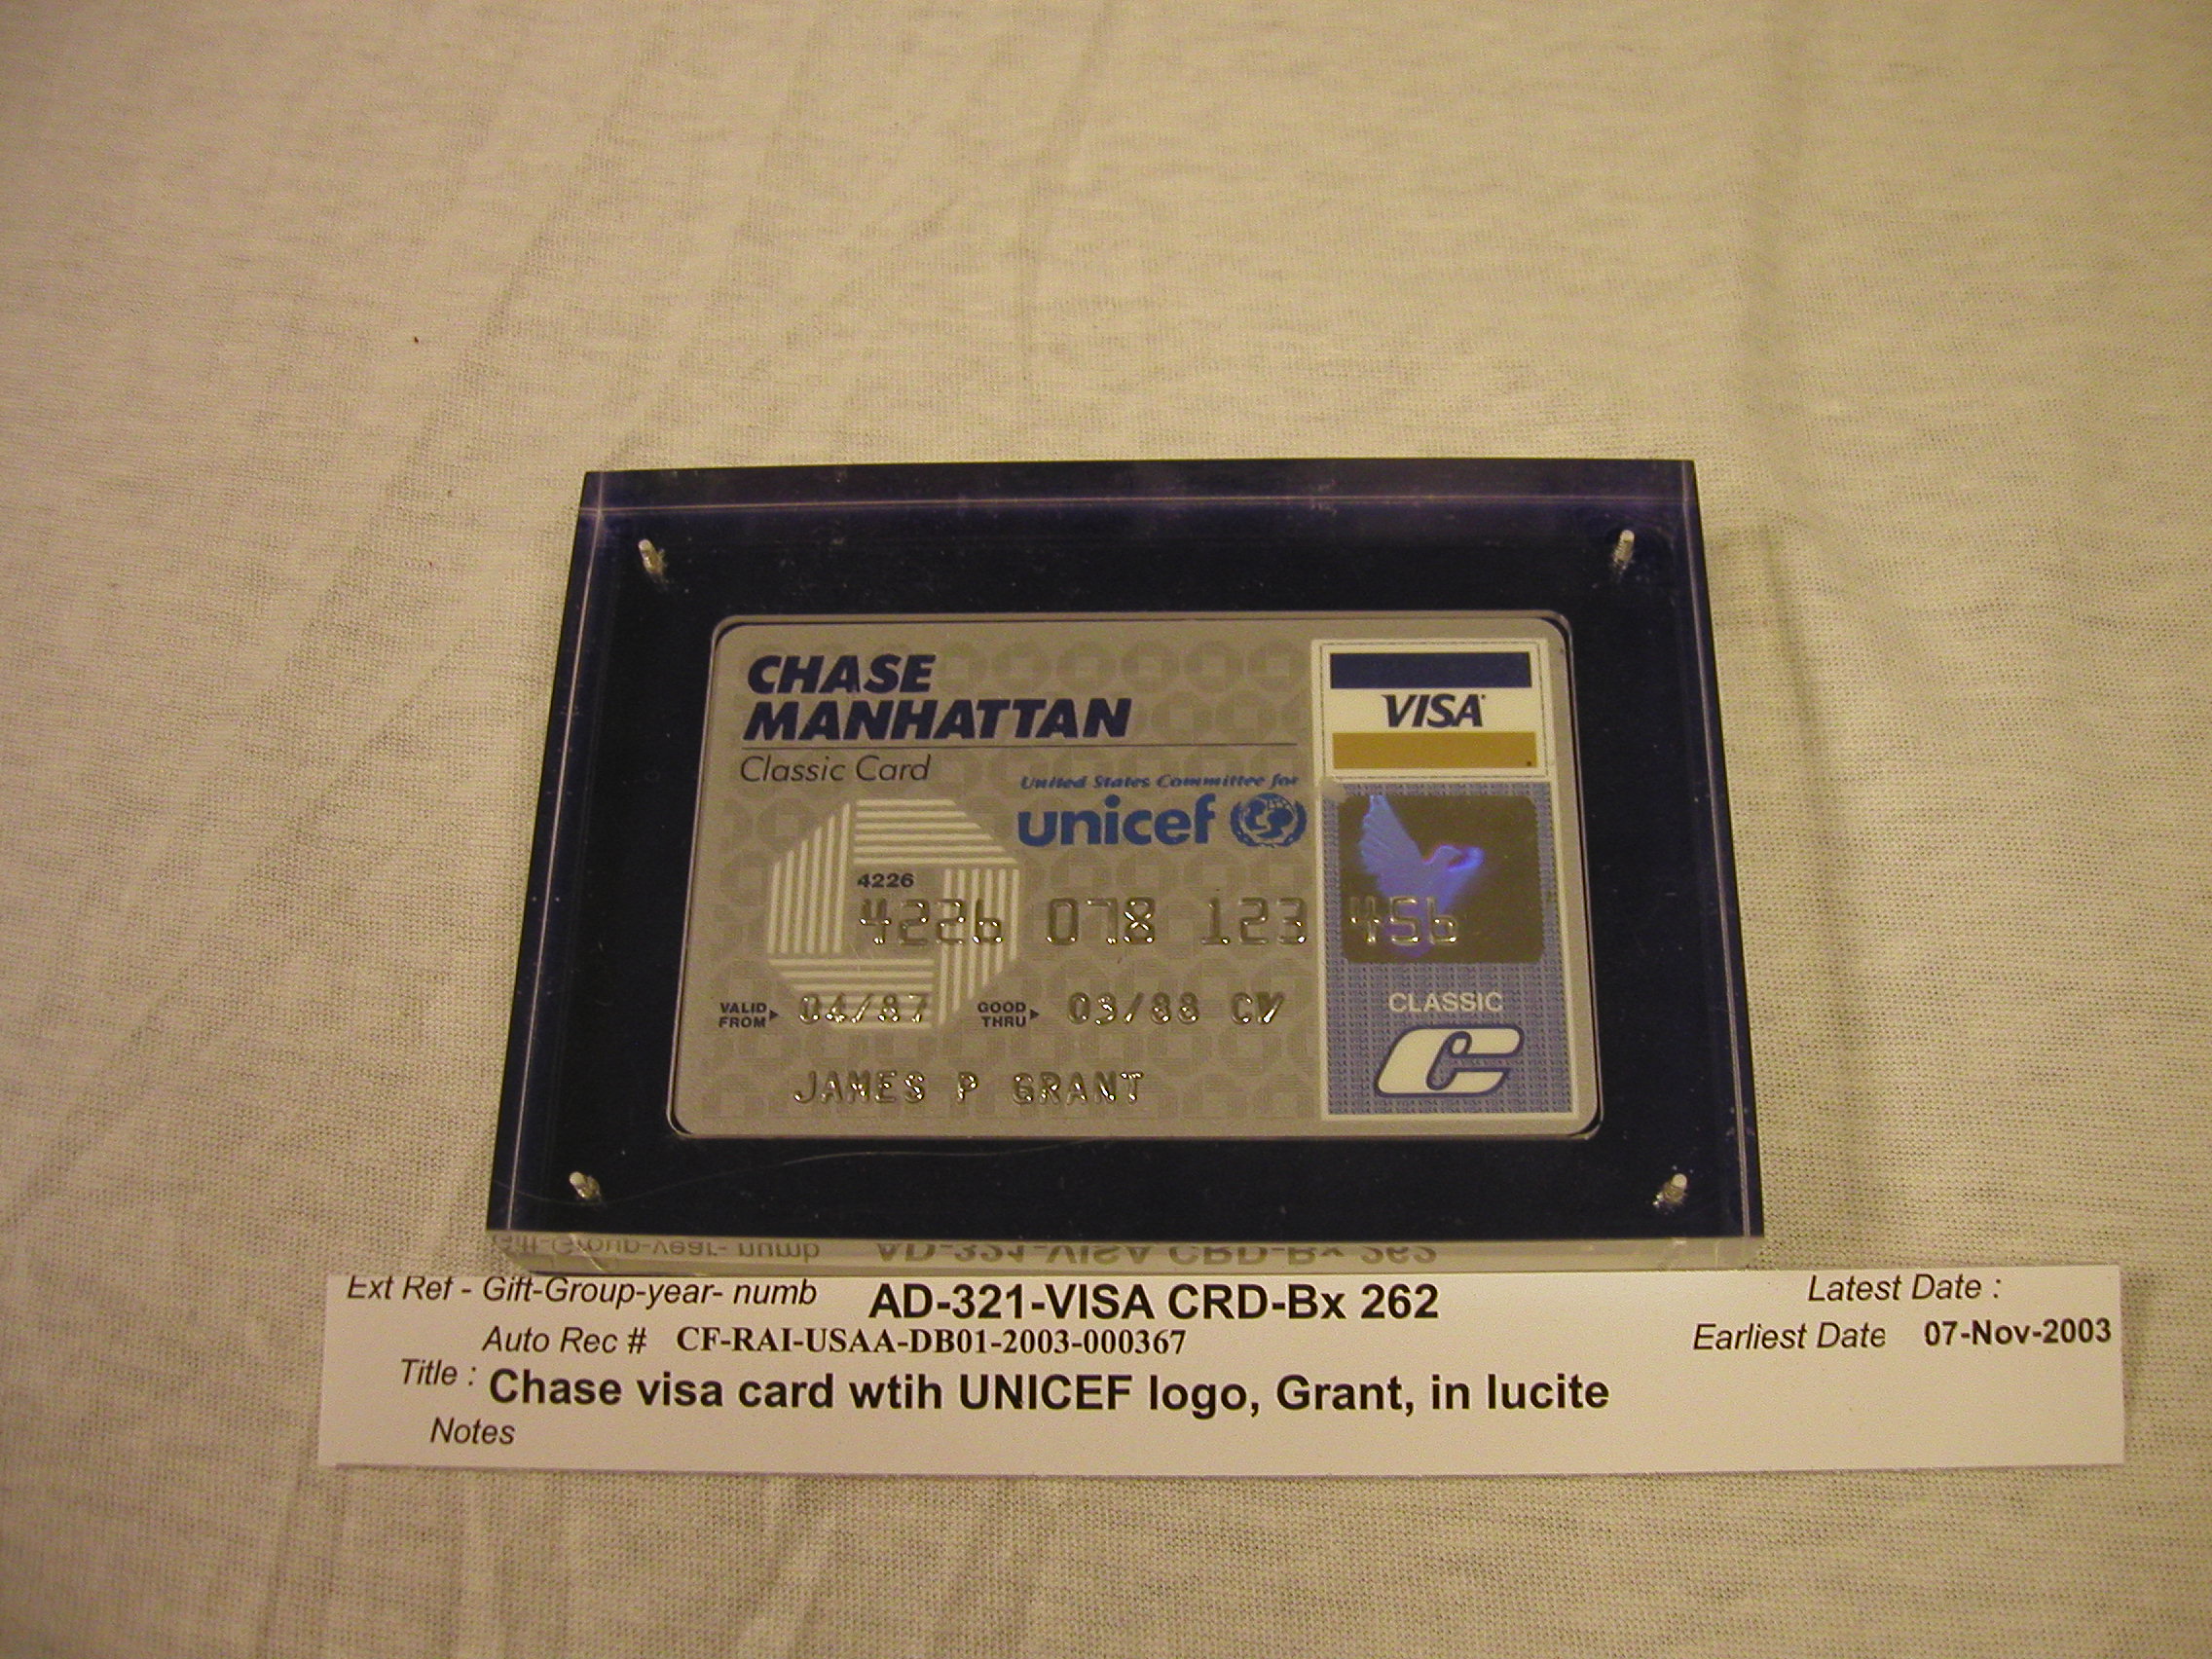 CHASE
MANHATTAN
Classic Card
VISA
United States Committee for
unicef
4226
4226 078 123 456
VALID FROM 04/87 GOOD THRU 03/88 CV
JAMES P GRANT
CLASSIC
Ext Ref - Gift-Group-year- numb AD-321-VISA CRD-Bx 262 Latest Date :
Auto Rec # CF-RAI-USAA-DB01-2003-000367 Earliest Date 07-Nov-2003
Title : Chase visa card wtih UNICEF logo, Grant, in lucite
Notes